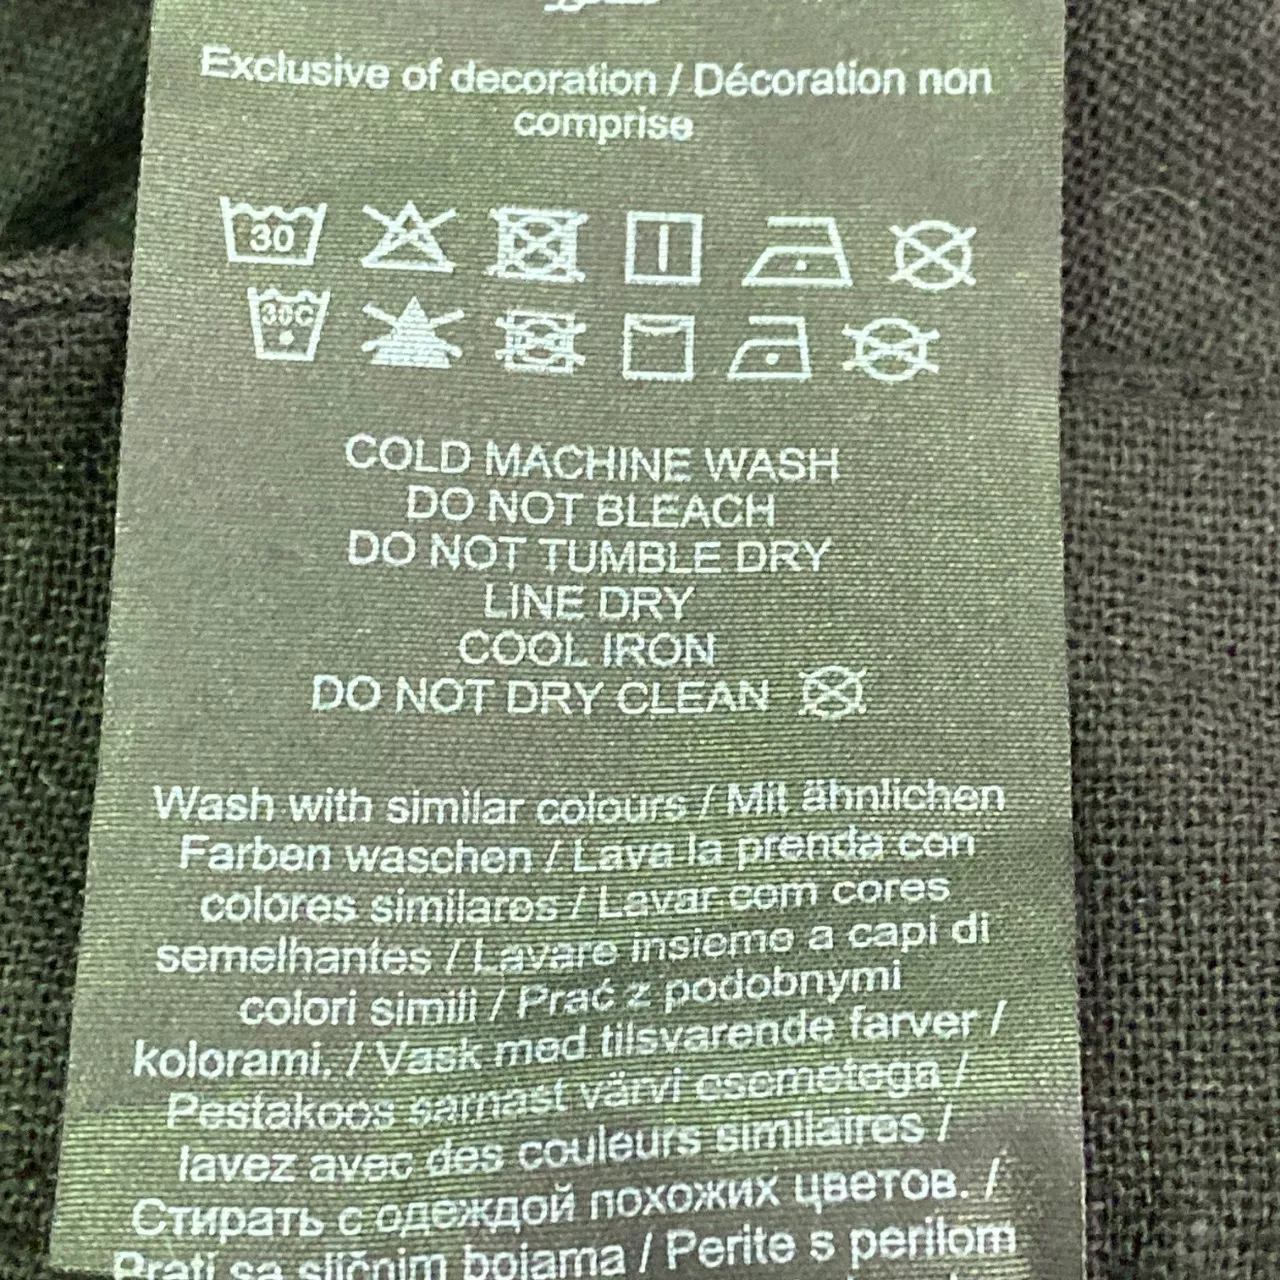 Exclusive of decoration / Décoration non
comprise
30
30C
COLD MACHINE WASH
DO NOT BLEACH
DO NOT TUMBLE DRY
LINE DRY
COOL IRON
DO NOT DRY CLEAN
Wash with similar colours / Mit ähnlichen
Farben waschen / Lava la prenda con
colores similares / Lavar com cores
semelhantes / Lavare insieme a capi di
colori simili / Prać z podobnymi
kolorami. / Vask med tilsvarende farver /
Pestakoos sarnast värvi esemetega /
lavez avec des couleurs similaires /
Стирать с одеждой похожих цветов. /
Prati sa sličnim bojama / Perite s perilom